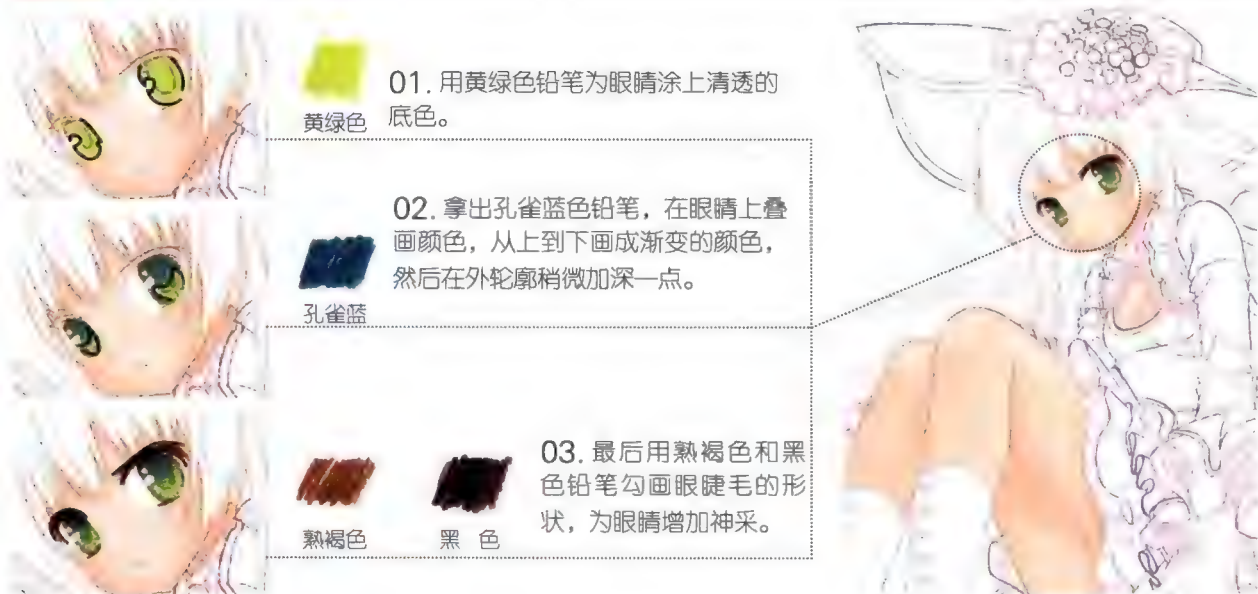 01. 用黄绿色铅笔为眼睛涂上清透的
底色。
黄绿色
02. 拿出孔雀蓝色铅笔，在眼睛上叠
画颜色，从上到下画成渐变的颜色，
然后在外轮廓稍微加深一点。
孔雀蓝
03. 最后用熟褐色和黑
色铅笔勾画眼睫毛的形
状，为眼睛增加神采。
熟褐色
黑 色